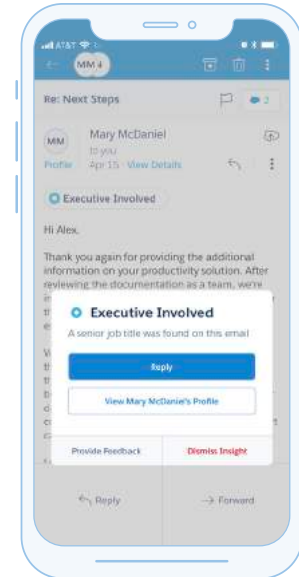 AT&T
MM 4
Re: Next Steps
2
MM
Mary McDaniel
to you
Profile Apr 15 · View Details
Executive Involved
Hi Alex,
Thank you again for providing the additional
information on your productivity solution. After
reviewing the documentation as a team, we're
Executive Involved
A senior job title was found on this email
Reply
View Mary McDaniel's Profile
Provide Feedback
Dismiss Insight
Reply
Forward